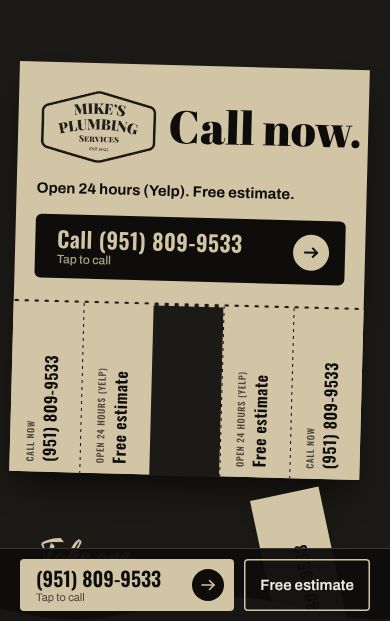 MIKE'S
PLUMBING
SERVICES
Call now.
Open 24 hours (Yelp). Free estimate.
Call (951) 809-9533
Tap to call
CALL NOW
(951) 809-9533
OPEN 24 HOURS (YELP)
Free estimate
OPEN 24 HOURS (YELP)
Free estimate
CALL NOW
(951) 809-9533
Take one
(951) 809-9533
Tap to call
Free estimate